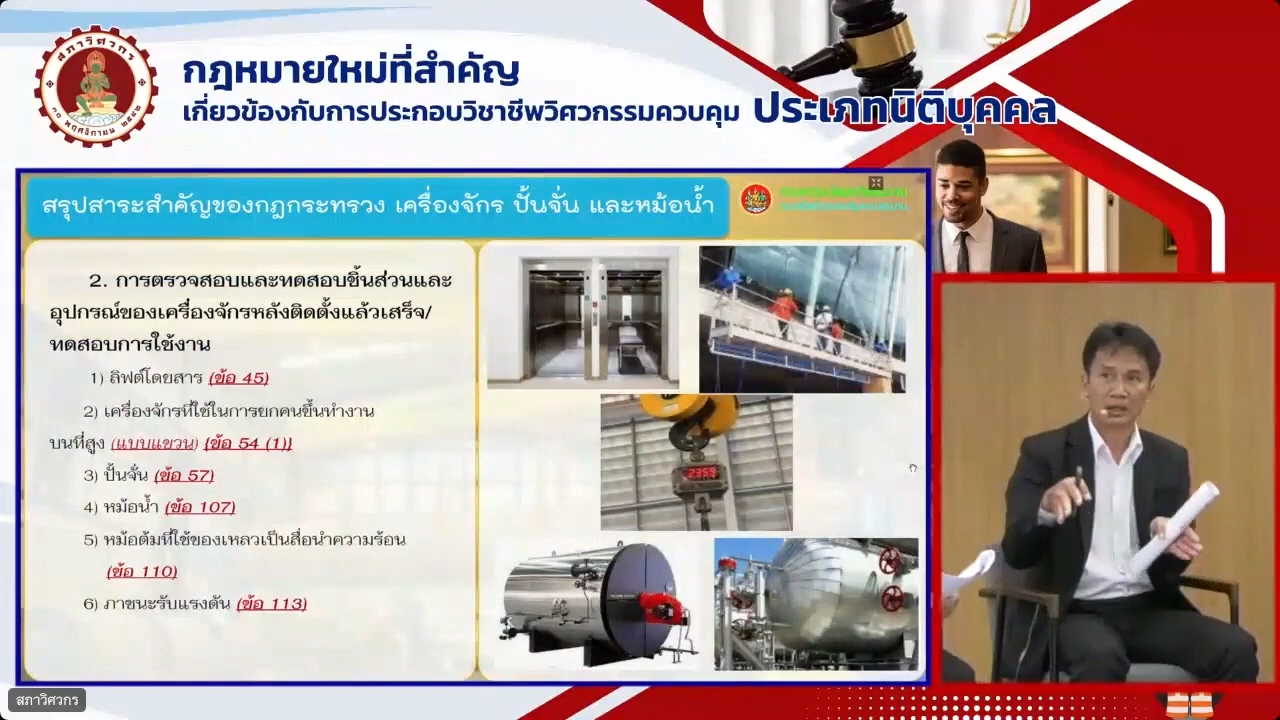 สภาวิศวกร
๓๐ พฤศจิกายน ๒๕๔๒
กฎหมายใหม่ที่สำคัญ
เกี่ยวข้องกับการประกอบวิชาชีพวิศวกรรมควบคุม ประเภทนิติบุคคล
สรุปสาระสำคัญของกฎกระทรวง เครื่องจักร ปั้นจั่น และหม้อน้ำ
2. การตรวจสอบและทดสอบชิ้นส่วนและ
อุปกรณ์ของเครื่องจักรหลังติดตั้งแล้วเสร็จ/
ทดสอบการใช้งาน
1) ลิฟต์โดยสาร (ข้อ 45)
2) เครื่องจักรที่ใช้ในการยกคนขึ้นทำงาน
บนที่สูง (แบบแขวน) {ข้อ 54 (1)}
3) ปั้นจั่น (ข้อ 57)
4) หม้อน้ำ (ข้อ 107)
5) หม้อต้มที่ใช้ของเหลวเป็นสื่อนำความร้อน
(ข้อ 110)
6) ภาชนะรับแรงดัน (ข้อ 113)
สภาวิศวกร